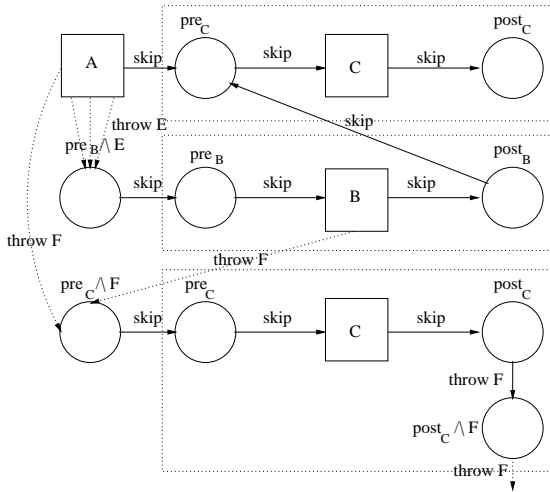 pre_C post_C
A skip skip C skip
throw E skip
pre_B /\ E pre_B post_B
skip skip B skip
throw F throw F
pre_C /\ F pre_C post_C
skip skip C skip
throw F
post_C /\ F
throw F